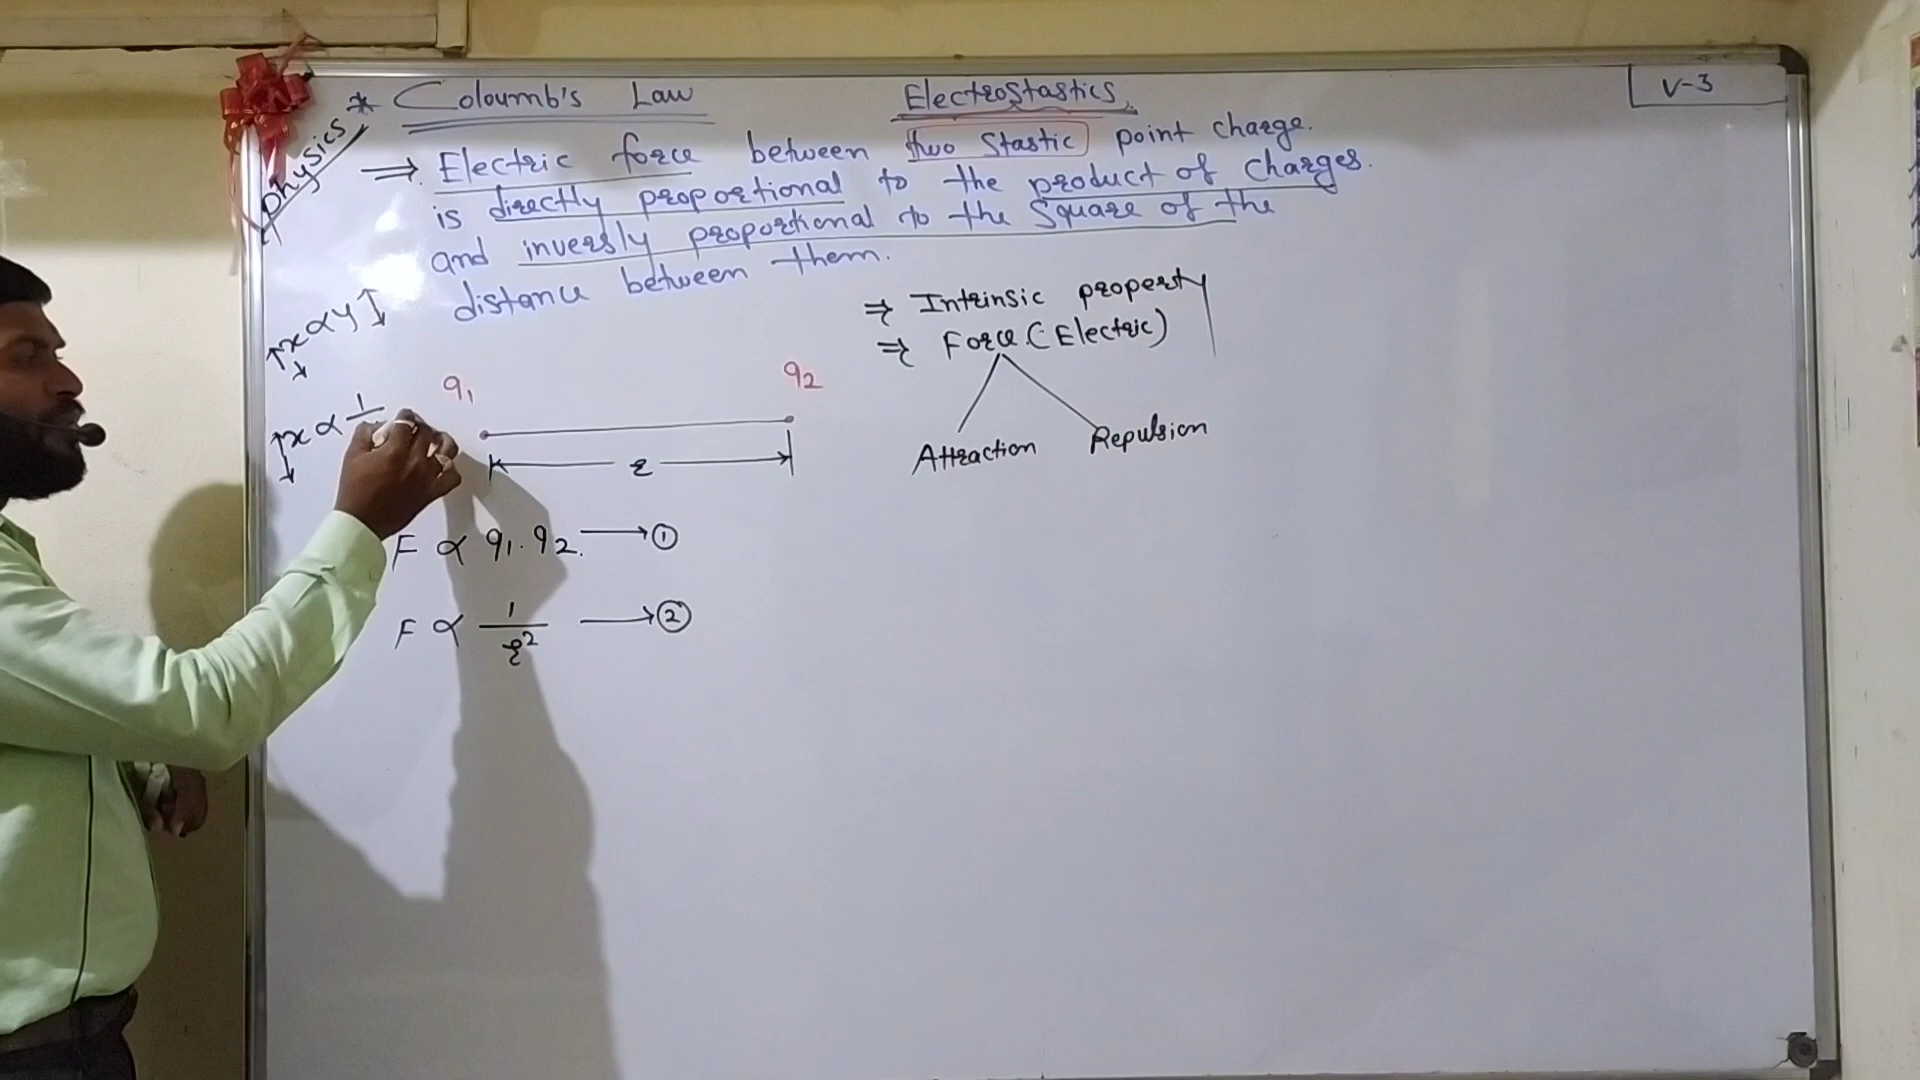 physics
* Coloumb's Law
Electrostastics.
V-3
⇒ Electric force between two Stastic point charge.
is directly proportional to the product of Charges.
and inversly proportional to the Square of the
distance between them.
x ∝ y
x ∝ 1/
q1 q2
r
F ∝ q1.q2. ⟶ ①
F ∝ 1/r² ⟶ ②
⇒ Intrinsic property
⇒ Force (Electric)
Attraction Repulsion